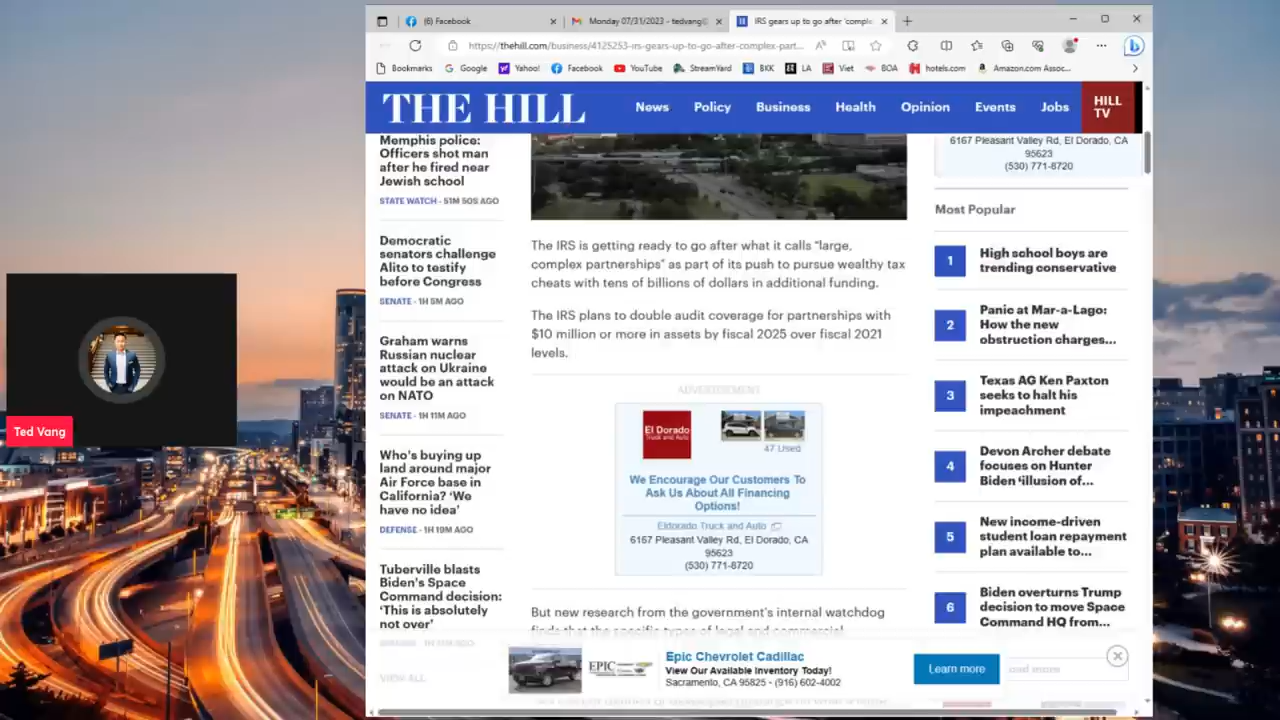 (6) Facebook
Monday 07/31/2023 - tedvang@
IRS gears up to go after 'comple
https://thehill.com/business/4125253-irs-gears-up-to-go-after-complex-part...
Bookmarks
Google
Yahoo!
Facebook
YouTube
StreamYard
BKK
LA
Viet
BOA
hotels.com
Amazon.com Assoc...
THE HILL
News
Policy
Business
Health
Opinion
Events
Jobs
HILL
TV
Memphis police:
Officers shot man
after he fired near
Jewish school
STATE WATCH - 51M 50S AGO
Democratic
senators challenge
Alito to testify
before Congress
SENATE - 1H 5M AGO
Graham warns
Russian nuclear
attack on Ukraine
would be an attack
on NATO
SENATE - 1H 11M AGO
Who's buying up
land around major
Air Force base in
California? 'We
have no idea'
DEFENSE - 1H 19M AGO
Tuberville blasts
Biden's Space
Command decision:
'This is absolutely
not over'
VIEW ALL
The IRS is getting ready to go after what it calls "large,
complex partnerships" as part of its push to pursue wealthy tax
cheats with tens of billions of dollars in additional funding.
The IRS plans to double audit coverage for partnerships with
$10 million or more in assets by fiscal 2025 over fiscal 2021
levels.
ADVERTISEMENT
El Dorado
Truck and Auto
47 Used
We Encourage Our Customers To
Ask Us About All Financing
Options!
Eldorado Truck and Auto
6167 Pleasant Valley Rd, El Dorado, CA
95623
(530) 771-8720
But new research from the government's internal watchdog
finds that the specific types of legal and commercial
6167 Pleasant Valley Rd, El Dorado, CA
95623
(530) 771-8720
Most Popular
1
High school boys are
trending conservative
2
Panic at Mar-a-Lago:
How the new
obstruction charges...
3
Texas AG Ken Paxton
seeks to halt his
impeachment
4
Devon Archer debate
focuses on Hunter
Biden 'illusion of...
5
New income-driven
student loan repayment
plan available to...
6
Biden overturns Trump
decision to move Space
Command HQ from...
EPIC
Epic Chevrolet Cadillac
View Our Available Inventory Today!
Sacramento, CA 95825 - (916) 602-4002
Learn more
and more
Ted Vang